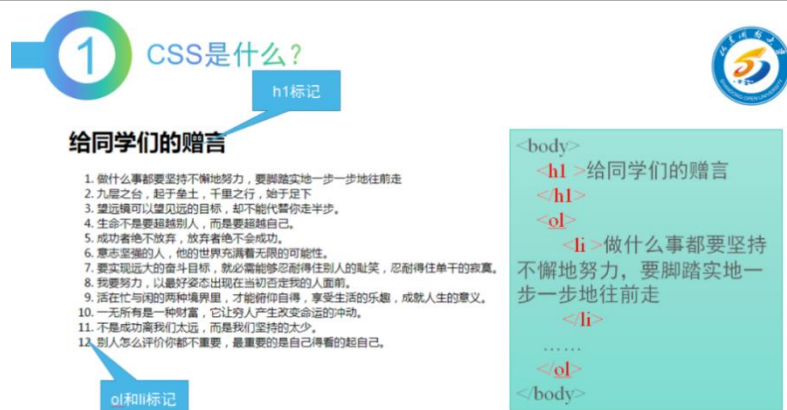 1
CSS是什么?
h1标记
给同学们的赠言
1. 做什么事都要坚持不懈地努力，要脚踏实地一步一步地往前走
2. 九层之台，起于垒土，千里之行，始于足下
3. 望远镜可以望见远的目标，却不能代替你走半步。
4. 生命不是要超越别人，而是要超越自己。
5. 成功者绝不放弃，放弃者绝不会成功。
6. 意志坚强的人，他的世界充满着无限的可能性。
7. 要实现远大的奋斗目标，就必需能够忍耐得住别人的耻笑，忍耐得住单干的寂寞。
8. 我要努力，以最好姿态出现在当初否定我的人面前。
9. 活在忙与闲的两种境界里，才能俯仰自得，享受生活的乐趣，成就人生的意义。
10. 一无所有是一种财富，它让穷人产生改变命运的冲动。
11. 不是成功离我们太远，而是我们坚持的太少。
12. 别人怎么评价你都不重要，最重要的是自己得看的起自己。
ol和li标记
<body>
<h1 >给同学们的赠言
</h1>
<ol>
<li >做什么事都要坚持
不懈地努力，要脚踏实地一
步一步地往前走
</li>
……
</ol>
</body>